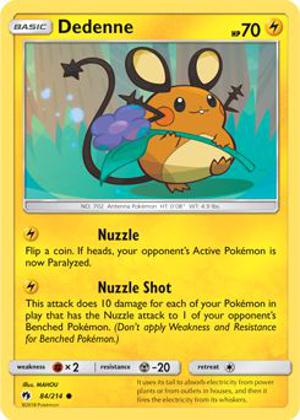 BASIC Dedenne HP70
NO. 702 Antenna Pokémon HT: 0'08" WT: 4.9 lbs.
Nuzzle
Flip a coin. If heads, your opponent's Active Pokémon is
now Paralyzed.
Nuzzle Shot
This attack does 10 damage for each of your Pokémon in
play that has the Nuzzle attack to 1 of your opponent's
Benched Pokémon. (Don't apply Weakness and Resistance
for Benched Pokémon.)
weakness ×2 resistance -20 retreat
Illus. MAHOU
84/214
©2019 Pokémon
It uses its tail to absorb electricity from power
plants or outlets in houses, and then it fires
the electricity from its whiskers.